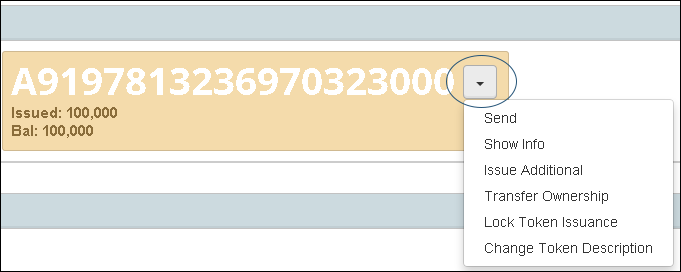 A9197813236970323000
Issued: 100,000
Bal: 100,000
Send
Show Info
Issue Additional
Transfer Ownership
Lock Token Issuance
Change Token Description